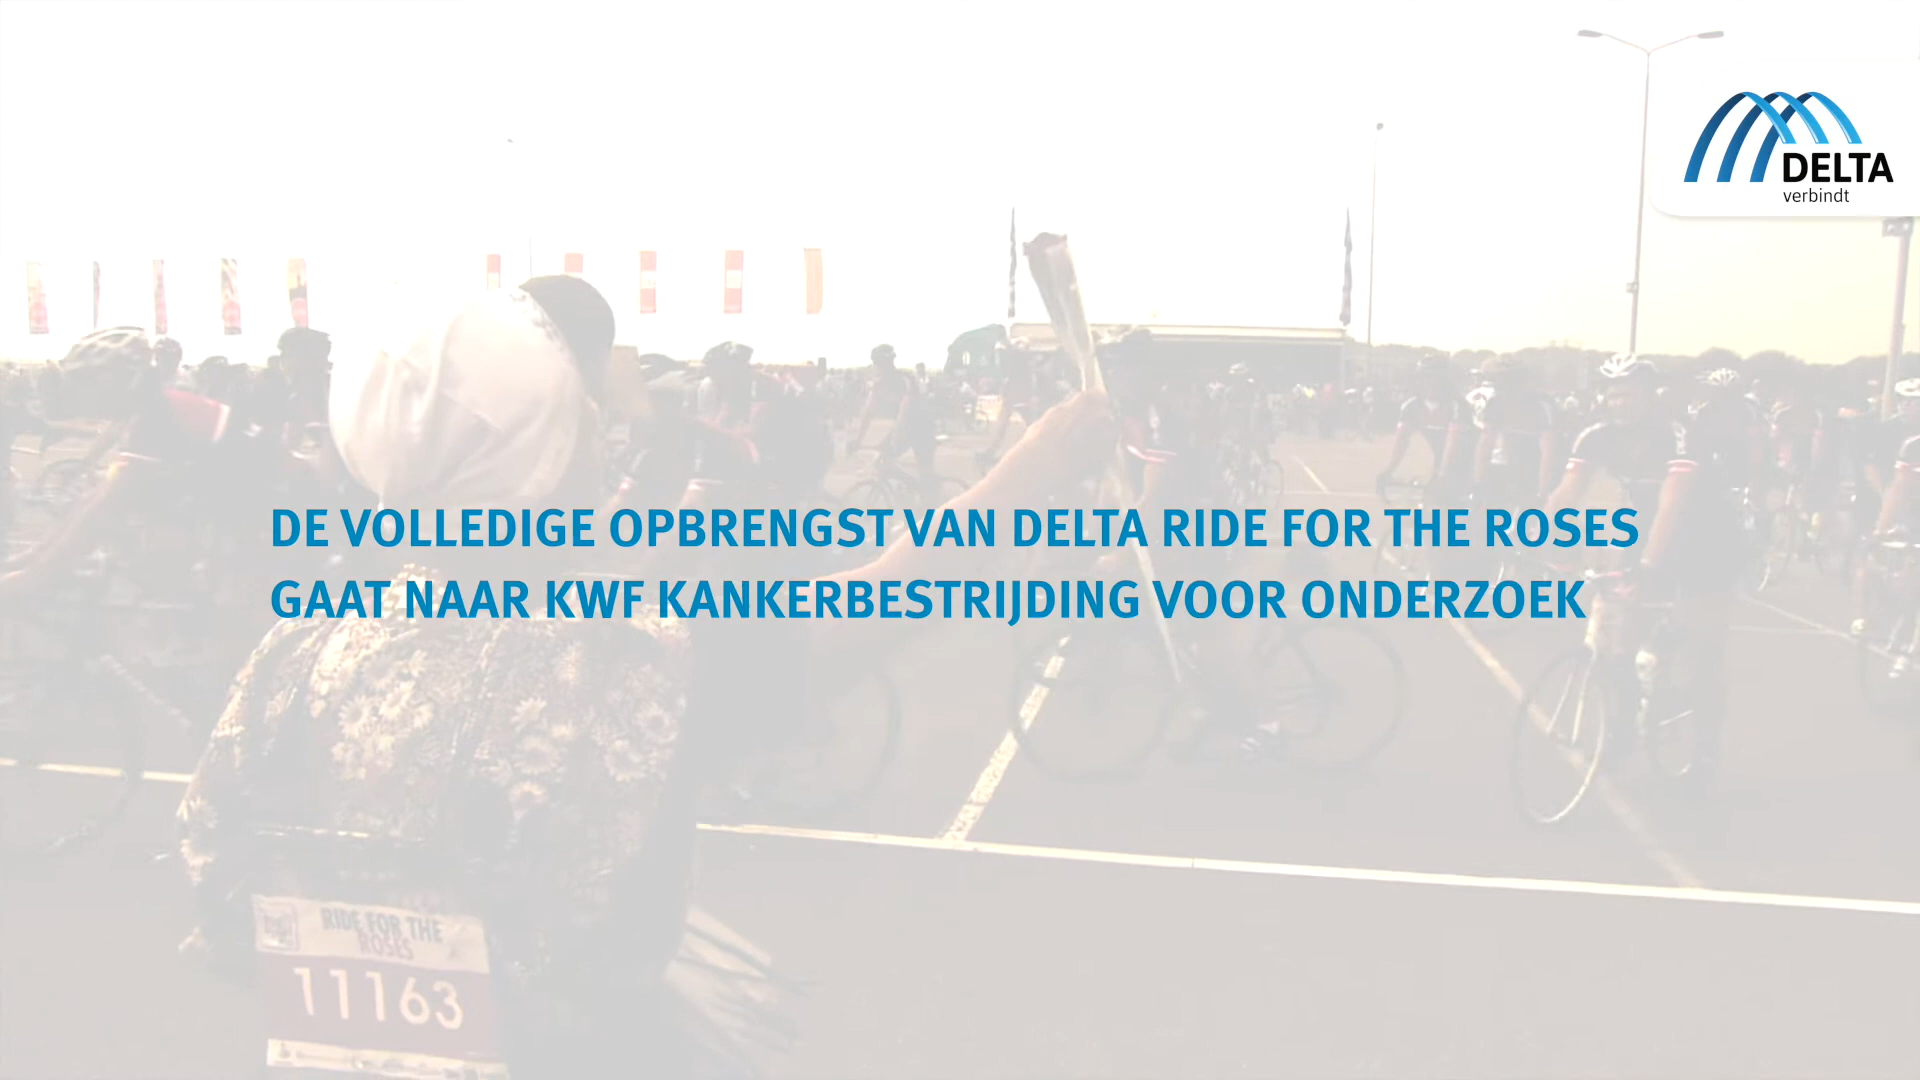 DELTA
verbindt
DE VOLLEDIGE OPBRENGST VAN DELTA RIDE FOR THE ROSES
GAAT NAAR KWF KANKERBESTRIJDING VOOR ONDERZOEK
RIDE FOR THE
ROSES
11163